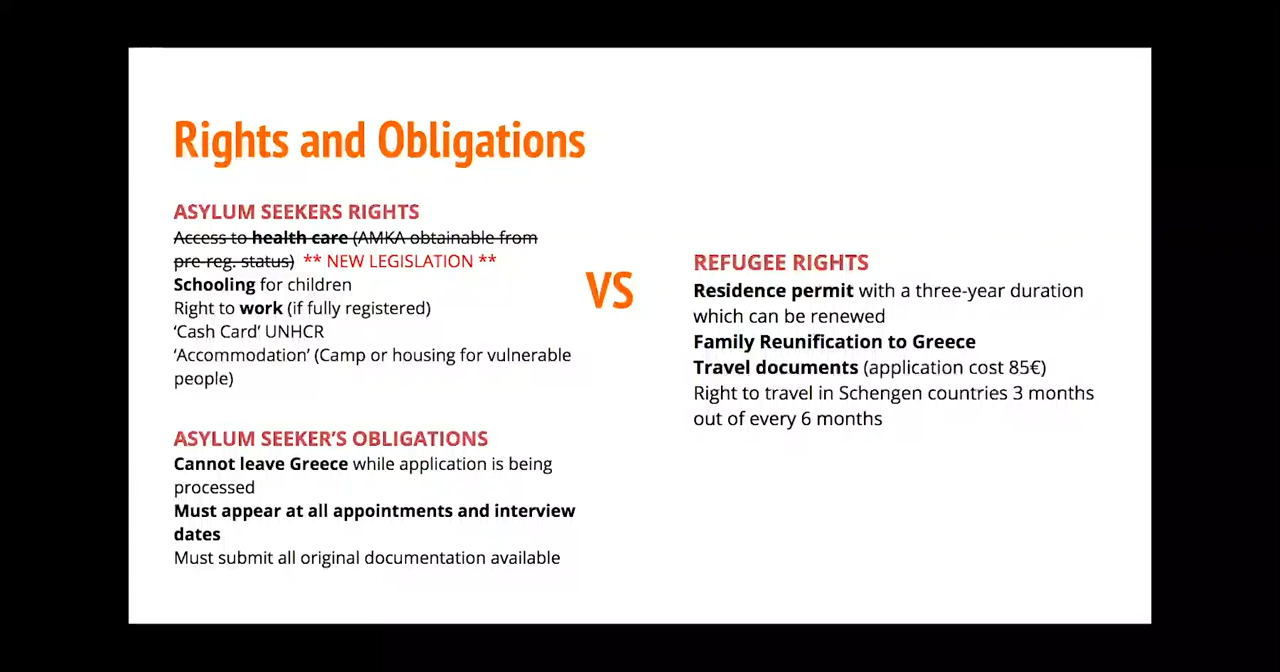 Rights and Obligations
ASYLUM SEEKERS RIGHTS
Access to health care (AMKA obtainable from
pre-reg. status) ** NEW LEGISLATION **
Schooling for children
Right to work (if fully registered)
‘Cash Card’ UNHCR
‘Accommodation’ (Camp or housing for vulnerable
people)
ASYLUM SEEKER’S OBLIGATIONS
Cannot leave Greece while application is being
processed
Must appear at all appointments and interview
dates
Must submit all original documentation available
VS
REFUGEE RIGHTS
Residence permit with a three-year duration
which can be renewed
Family Reunification to Greece
Travel documents (application cost 85€)
Right to travel in Schengen countries 3 months
out of every 6 months